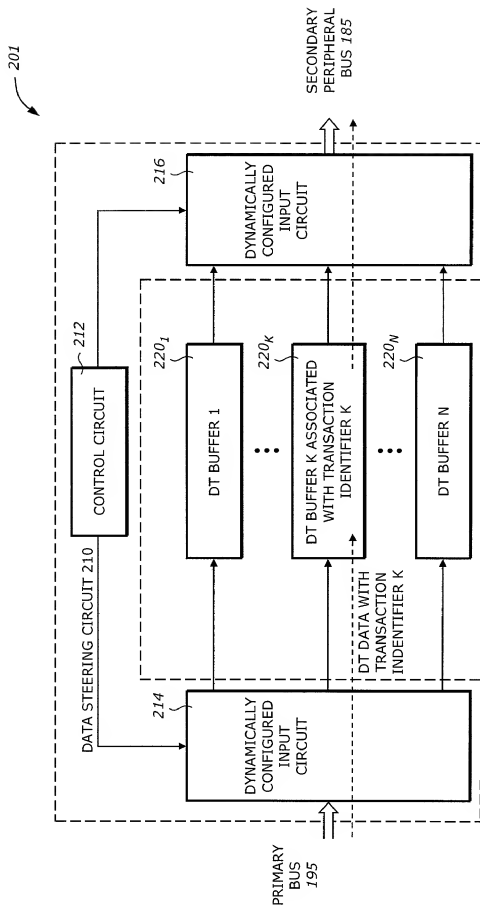 201
DATA STEERING CIRCUIT 210
212
CONTROL CIRCUIT
214
DYNAMICALLY
CONFIGURED
INPUT
CIRCUIT
PRIMARY
BUS 195
220₁
DT BUFFER 1
220K
DT BUFFER K ASSOCIATED
WITH TRANSACTION
IDENTIFIER K
220N
DT BUFFER N
DT DATA WITH
TRANSACTION
INDENTIFIER K
216
DYNAMICALLY
CONFIGURED
INPUT
CIRCUIT
SECONDARY
PERIPHERAL
BUS 185